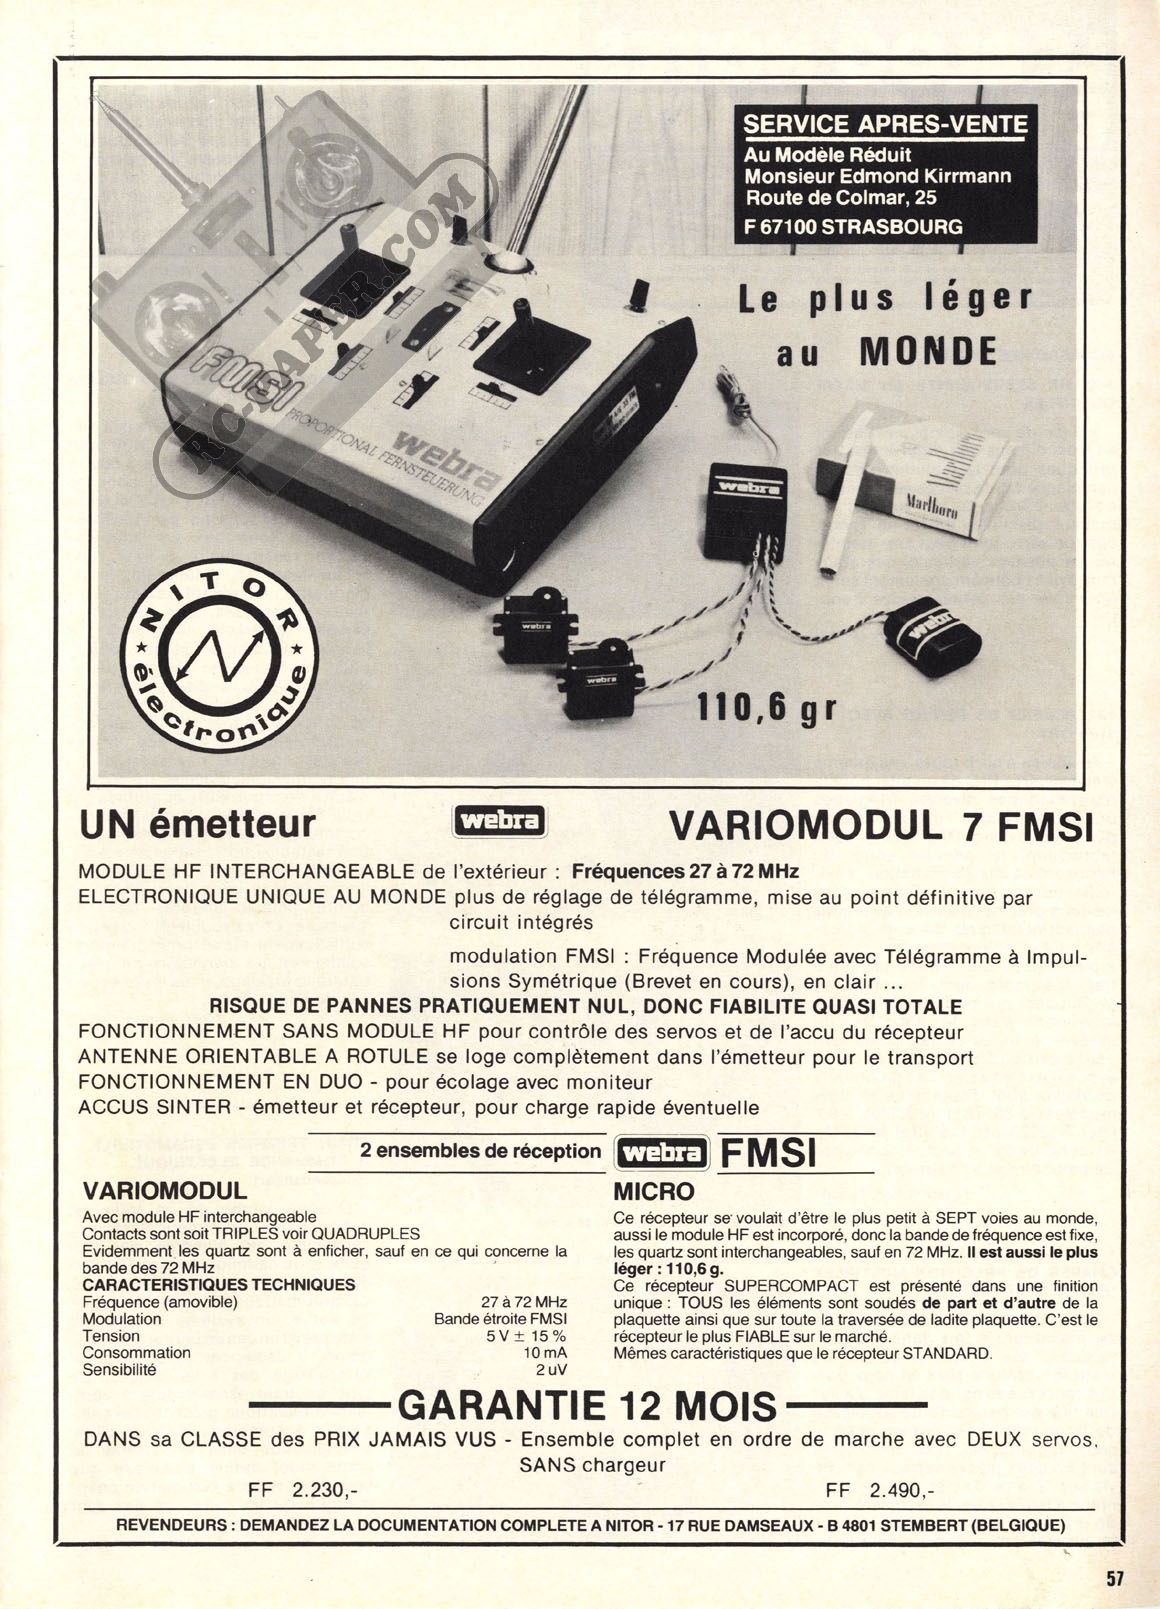 SERVICE APRES-VENTE
Au Modèle Réduit
Monsieur Edmond Kirrmann
Route de Colmar, 25
F 67100 STRASBOURG
Le plus léger
au MONDE
RC-PAPER.COM
FMSI
PROPORTIONAL FERNSTEUERUNG
webra
webra
Marlboro
Marlboro
webra
webra
webra
NITOR
électronique
110,6 gr
UN émetteur webra VARIOMODUL 7 FMSI
MODULE HF INTERCHANGEABLE de l'extérieur : Fréquences 27 à 72 MHz
ELECTRONIQUE UNIQUE AU MONDE plus de réglage de télégramme, mise au point définitive par
circuit intégrés
modulation FMSI : Fréquence Modulée avec Télégramme à Impul-
sions Symétrique (Brevet en cours), en clair ...
RISQUE DE PANNES PRATIQUEMENT NUL, DONC FIABILITE QUASI TOTALE
FONCTIONNEMENT SANS MODULE HF pour contrôle des servos et de l'accu du récepteur
ANTENNE ORIENTABLE A ROTULE se loge complètement dans l'émetteur pour le transport
FONCTIONNEMENT EN DUO - pour écolage avec moniteur
ACCUS SINTER - émetteur et récepteur, pour charge rapide éventuelle
2 ensembles de réception webra FMSI
VARIOMODUL
Avec module HF interchangeable
Contacts sont soit TRIPLES voir QUADRUPLES
Evidemment les quartz sont à enficher, sauf en ce qui concerne la
bande des 72 MHz
CARACTERISTIQUES TECHNIQUES
Fréquence (amovible) 27 à 72 MHz
Modulation Bande étroite FMSI
Tension 5 V ± 15 %
Consommation 10 mA
Sensibilité 2 uV
MICRO
Ce récepteur se voulait d'être le plus petit à SEPT voies au monde,
aussi le module HF est incorporé, donc la bande de fréquence est fixe,
les quartz sont interchangeables, sauf en 72 MHz. Il est aussi le plus
léger : 110,6 g.
Ce récepteur SUPERCOMPACT est présenté dans une finition
unique : TOUS les éléments sont soudés de part et d'autre de la
plaquette ainsi que sur toute la traversée de ladite plaquette. C'est le
récepteur le plus FIABLE sur le marché.
Mêmes caractéristiques que le récepteur STANDARD.
GARANTIE 12 MOIS
DANS sa CLASSE des PRIX JAMAIS VUS - Ensemble complet en ordre de marche avec DEUX servos,
SANS chargeur
FF 2.230,- FF 2.490,-
REVENDEURS : DEMANDEZ LA DOCUMENTATION COMPLETE A NITOR - 17 RUE DAMSEAUX - B 4801 STEMBERT (BELGIQUE)
57